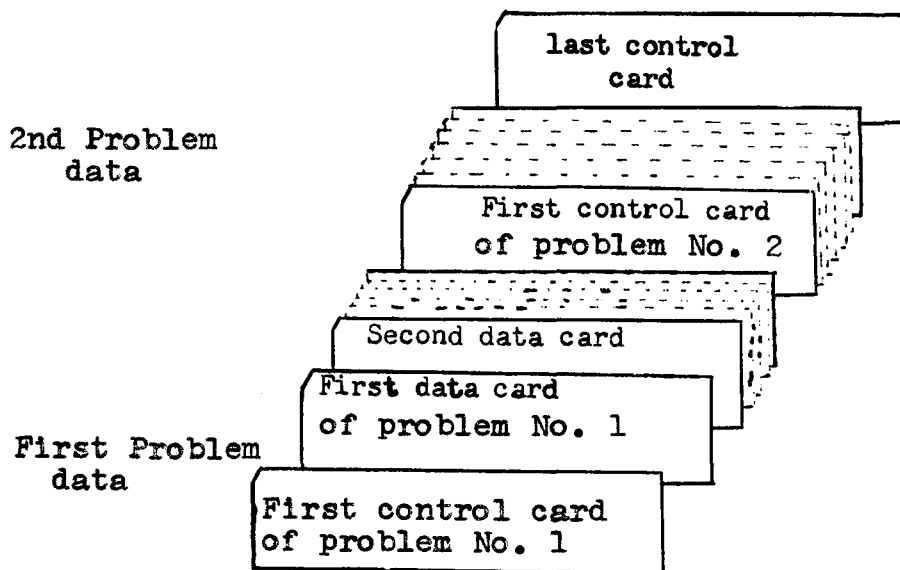 last control
card
2nd Problem
data
First control card
of problem No. 2
Second data card
First data card
of problem No. 1
First Problem
data
First control card
of problem No. 1